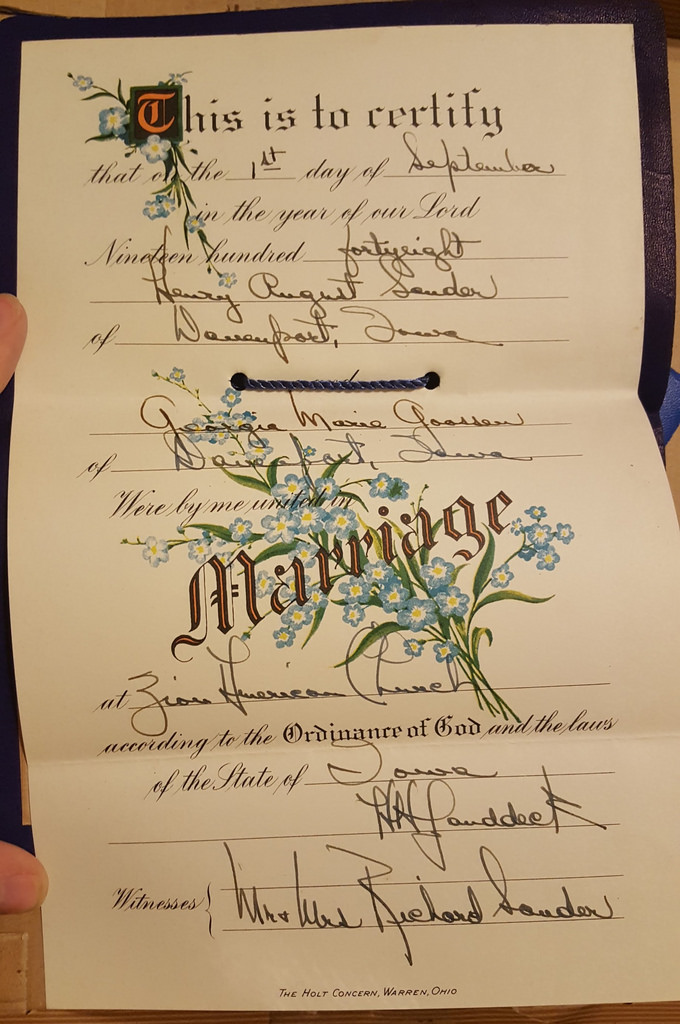 This is to certify
that on the 1st day of September
in the year of our Lord
Nineteen hundred fortyeight
Henry August Sander
of Davenport, Iowa
Georgia Marie Goossen
of Davenport, Iowa
Were by me united in
Marriage
at Zion American Church
according to the Ordinance of God and the laws
of the State of Iowa
Witnesses { Mr & Mrs Richard Sander
THE HOLT CONCERN, WARREN, OHIO